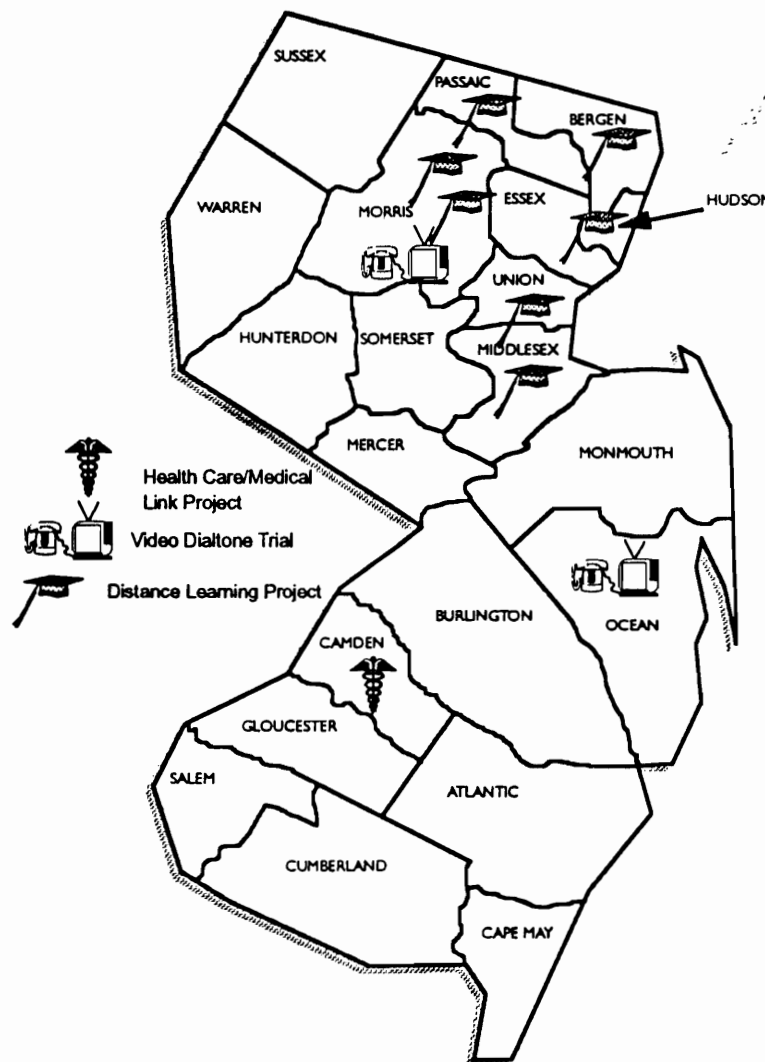 SUSSEX
PASSAIC
BERGEN
WARREN
MORRIS
ESSEX
HUDSON
UNION
HUNTERDON
SOMERSET
MIDDLESEX
MERCER
MONMOUTH
Health Care/Medical
Link Project
Video Dialtone Trial
Distance Learning Project
BURLINGTON
OCEAN
CAMDEN
GLOUCESTER
SALEM
ATLANTIC
CUMBERLAND
CAPE MAY